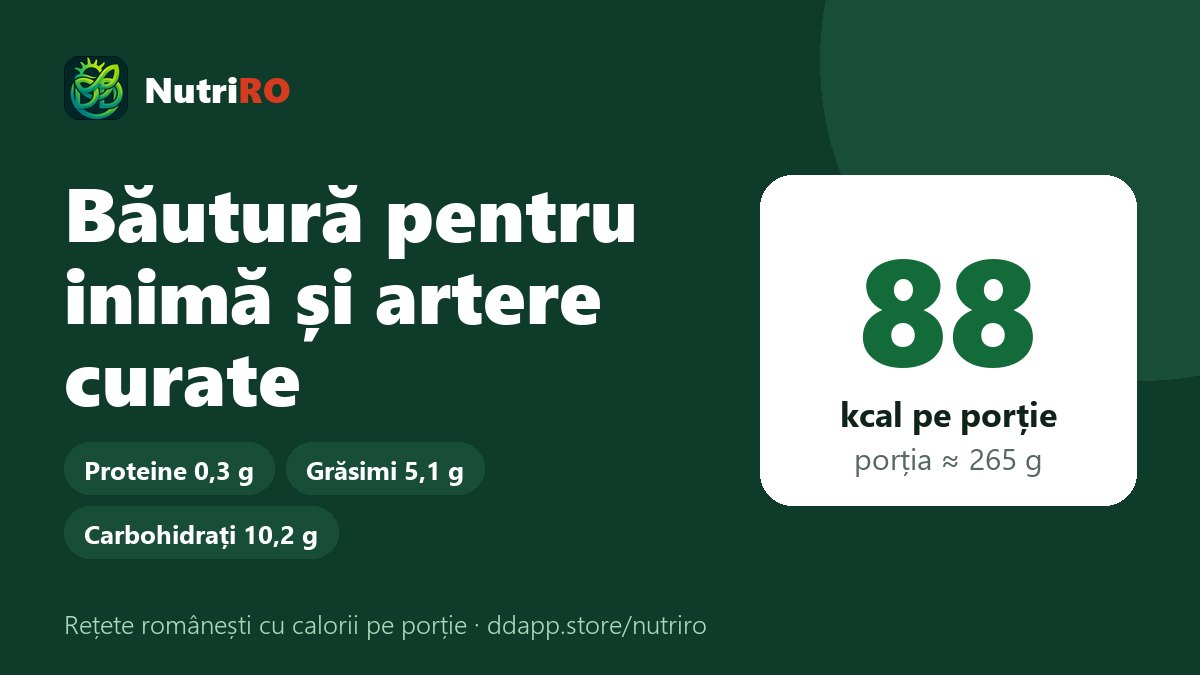 NutriRO
Băutură pentru
inimă și artere
curate
Proteine 0,3 g
Grăsimi 5,1 g
Carbohidrați 10,2 g
88
kcal pe porție
porția ≈ 265 g
Rețete românești cu calorii pe porție · ddapp.store/nutriro